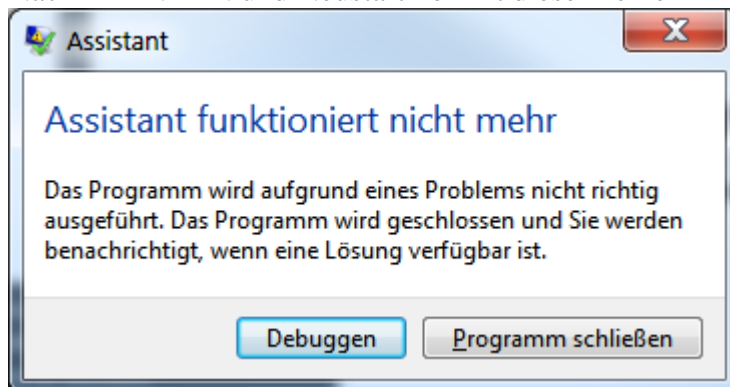 Assistant
Assistant funktioniert nicht mehr
Das Programm wird aufgrund eines Problems nicht richtig
ausgeführt. Das Programm wird geschlossen und Sie werden
benachrichtigt, wenn eine Lösung verfügbar ist.
Debuggen
Programm schließen